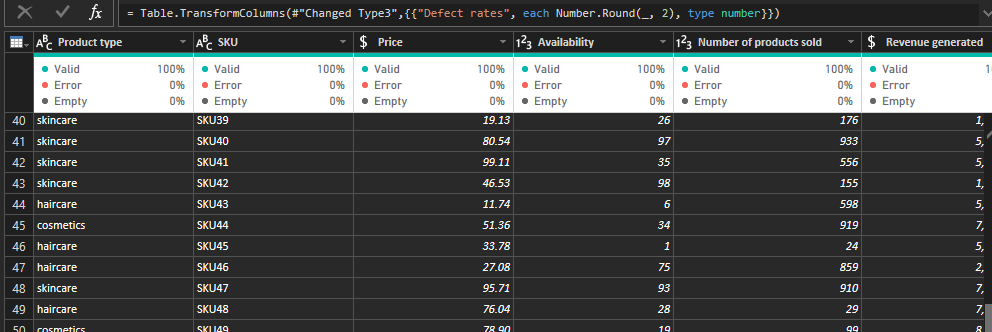 fx = Table.TransformColumns(#"Changed Type3",{{"Defect rates", each Number.Round(_, 2), type number}})
ABC Product type ABC SKU $ Price 123 Availability 123 Number of products sold $ Revenue generated
Valid 100% Valid 100% Valid 100% Valid 100% Valid 100% Valid 1
Error 0% Error 0% Error 0% Error 0% Error 0% Error
Empty 0% Empty 0% Empty 0% Empty 0% Empty 0% Empty
40 skincare SKU39 19.13 26 176 1,
41 skincare SKU40 80.54 97 933 5,
42 skincare SKU41 99.11 35 556 5,
43 skincare SKU42 46.53 98 155 1,
44 haircare SKU43 11.74 6 598 5,
45 cosmetics SKU44 51.36 34 919 7,
46 haircare SKU45 33.78 1 24 5,
47 haircare SKU46 27.08 75 859 2,
48 skincare SKU47 95.71 93 910 7,
49 haircare SKU48 76.04 28 29 7,
50 cosmetics SKU49 78.90 19 99 8,